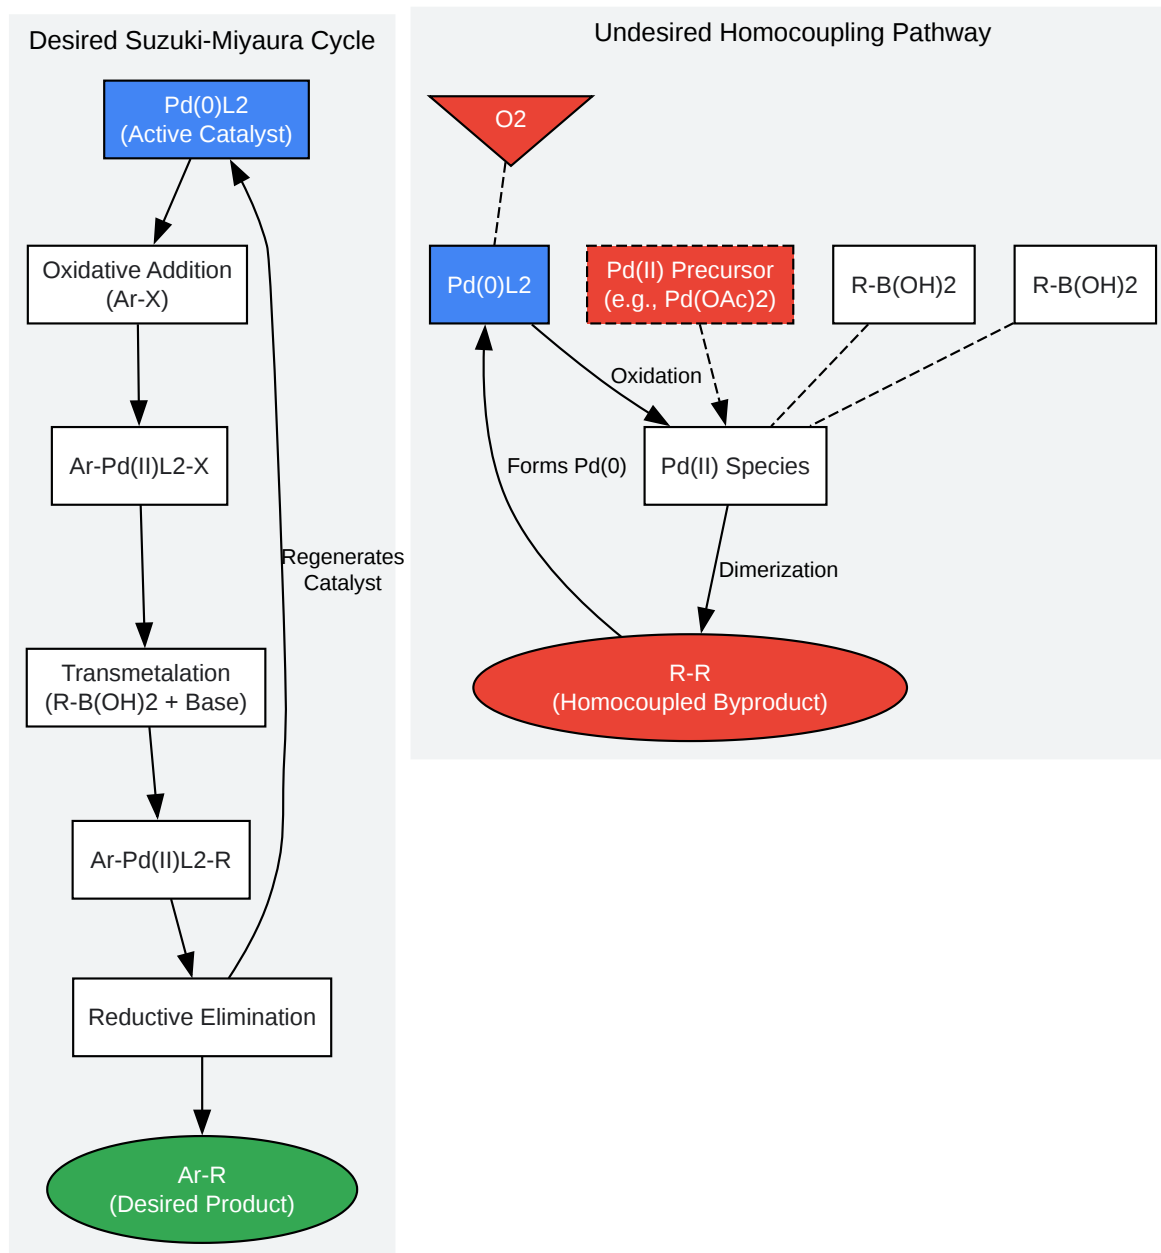 Desired Suzuki-Miyaura Cycle
Pd(0)L2
(Active Catalyst)
Oxidative Addition
(Ar-X)
Ar-Pd(II)L2-X
Regenerates
Catalyst
Transmetalation
(R-B(OH)2 + Base)
Ar-Pd(II)L2-R
Reductive Elimination
Ar-R
(Desired Product)
Undesired Homocoupling Pathway
O2
Pd(0)L2
Pd(II) Precursor
(e.g., Pd(OAc)2)
R-B(OH)2
R-B(OH)2
Oxidation
Forms Pd(0)
Pd(II) Species
Dimerization
R-R
(Homocoupled Byproduct)